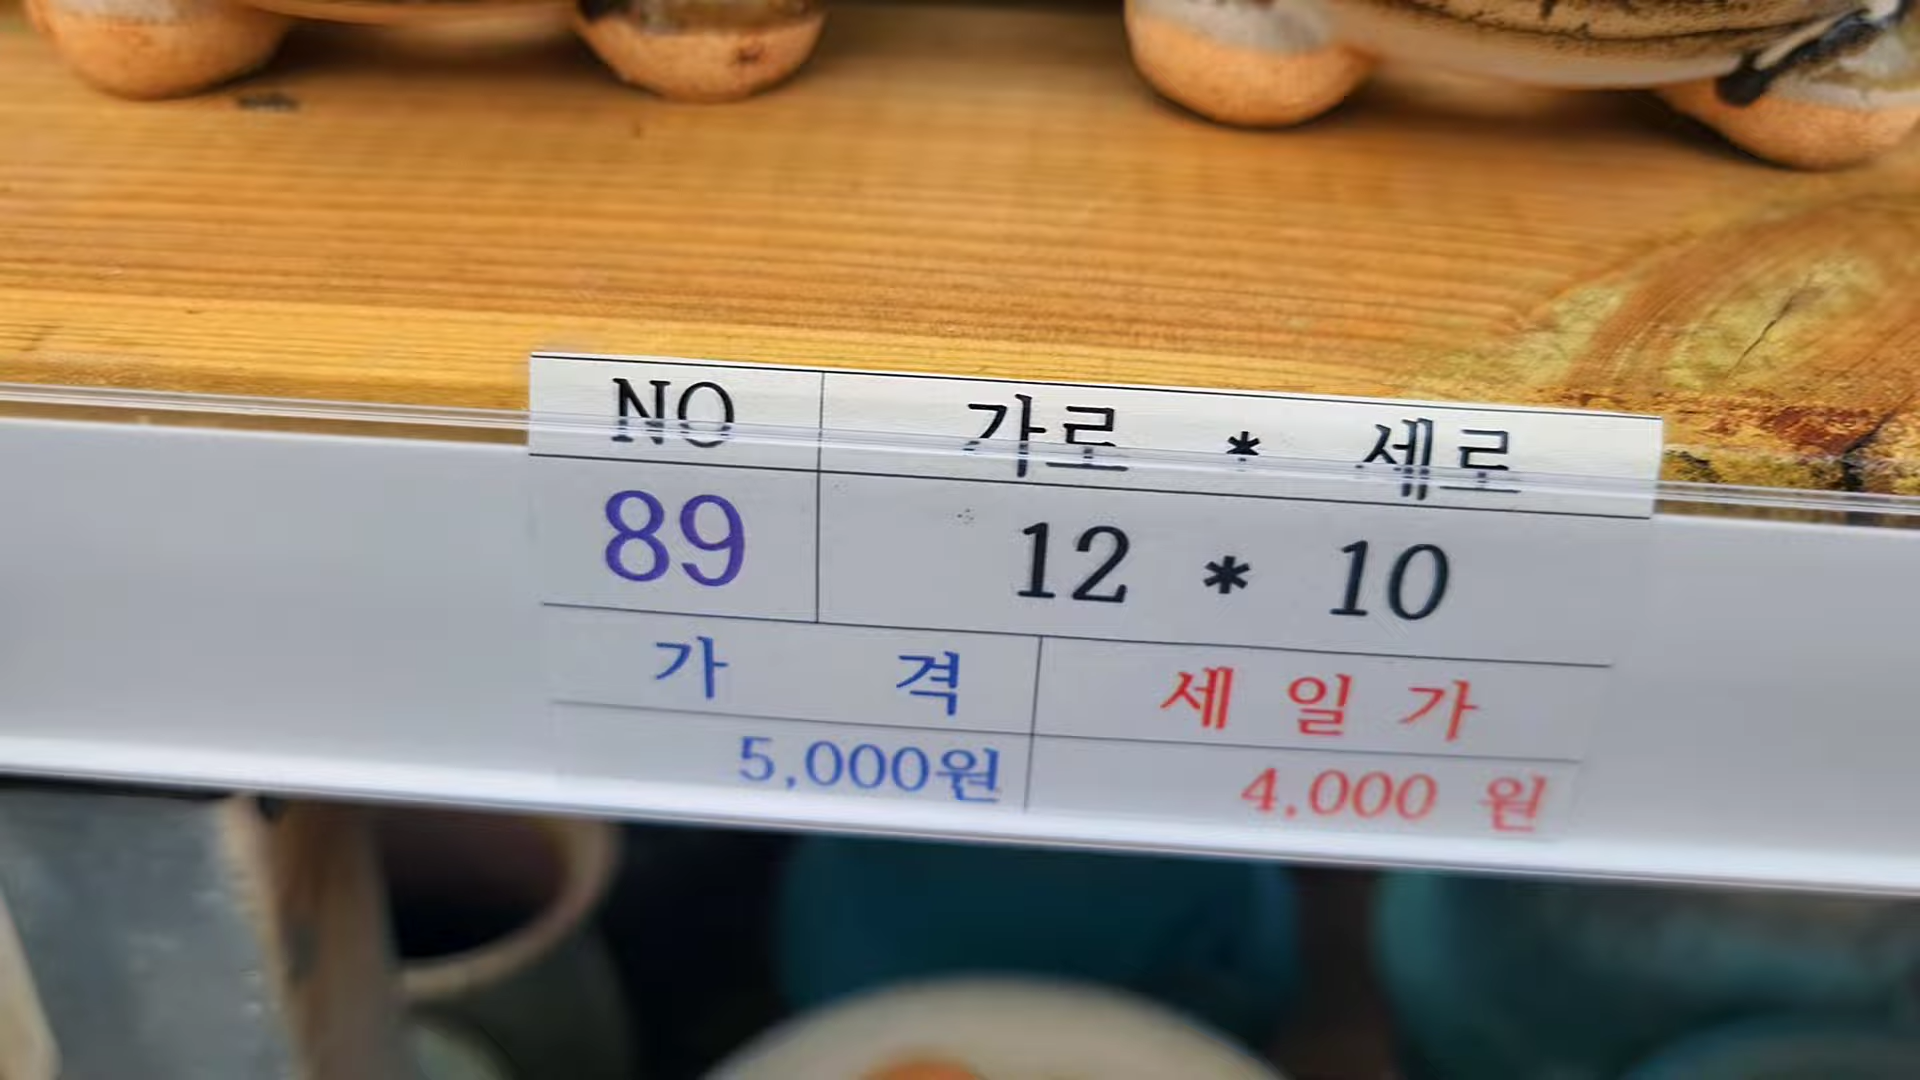 NO 가로 * 세로
89 12 * 10
가 격 세 일 가
5,000원 4,000 원